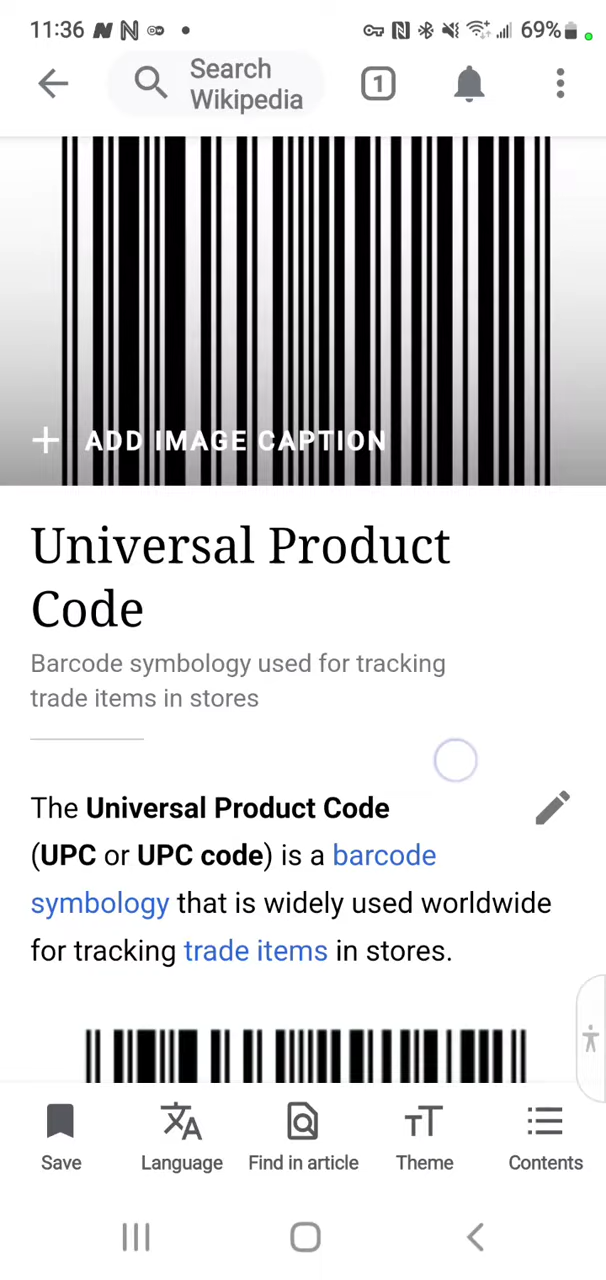 11:36 69%
Search
Wikipedia
1
ADD IMAGE CAPTION
Universal Product
Code
Barcode symbology used for tracking
trade items in stores
The Universal Product Code
(UPC or UPC code) is a barcode
symbology that is widely used worldwide
for tracking trade items in stores.
Save Language Find in article Theme Contents